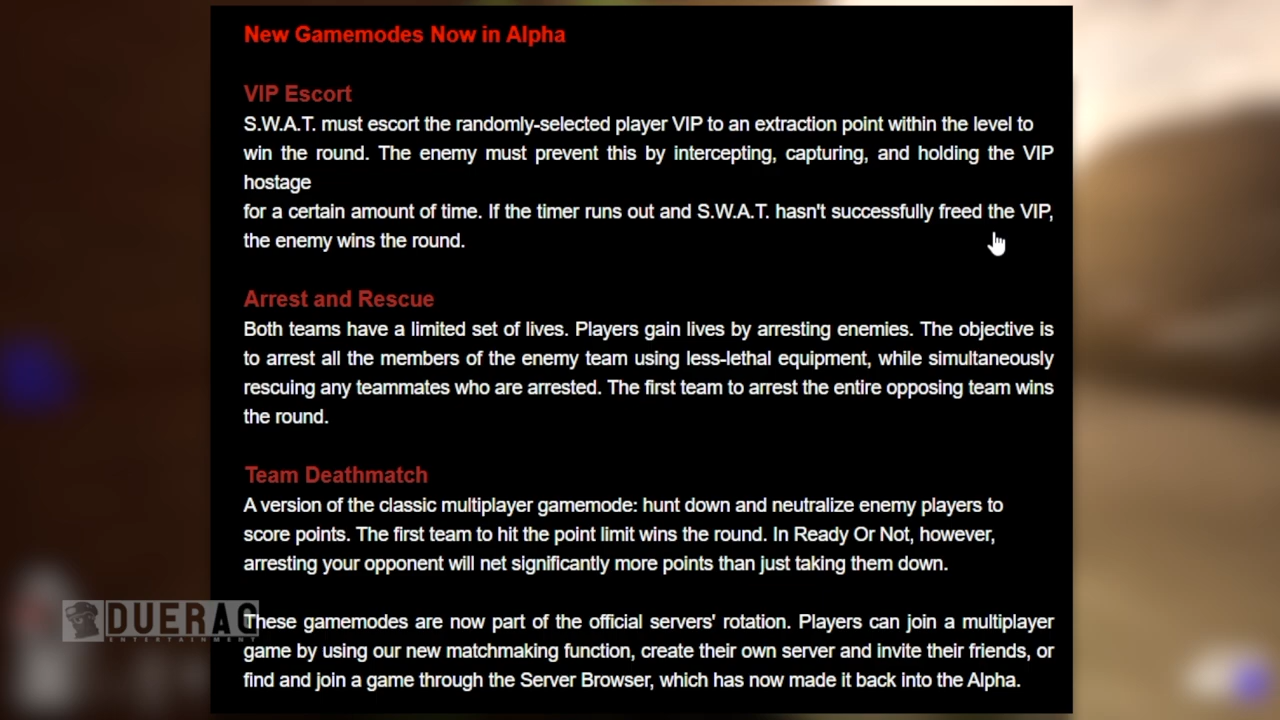 New Gamemodes Now in Alpha
VIP Escort
S.W.A.T. must escort the randomly-selected player VIP to an extraction point within the level to
win the round. The enemy must prevent this by intercepting, capturing, and holding the VIP
hostage
for a certain amount of time. If the timer runs out and S.W.A.T. hasn't successfully freed the VIP,
the enemy wins the round.
Arrest and Rescue
Both teams have a limited set of lives. Players gain lives by arresting enemies. The objective is
to arrest all the members of the enemy team using less-lethal equipment, while simultaneously
rescuing any teammates who are arrested. The first team to arrest the entire opposing team wins
the round.
Team Deathmatch
A version of the classic multiplayer gamemode: hunt down and neutralize enemy players to
score points. The first team to hit the point limit wins the round. In Ready Or Not, however,
arresting your opponent will net significantly more points than just taking them down.
DUERAG
ENTERTAINMENT
These gamemodes are now part of the official servers' rotation. Players can join a multiplayer
game by using our new matchmaking function, create their own server and invite their friends, or
find and join a game through the Server Browser, which has now made it back into the Alpha.